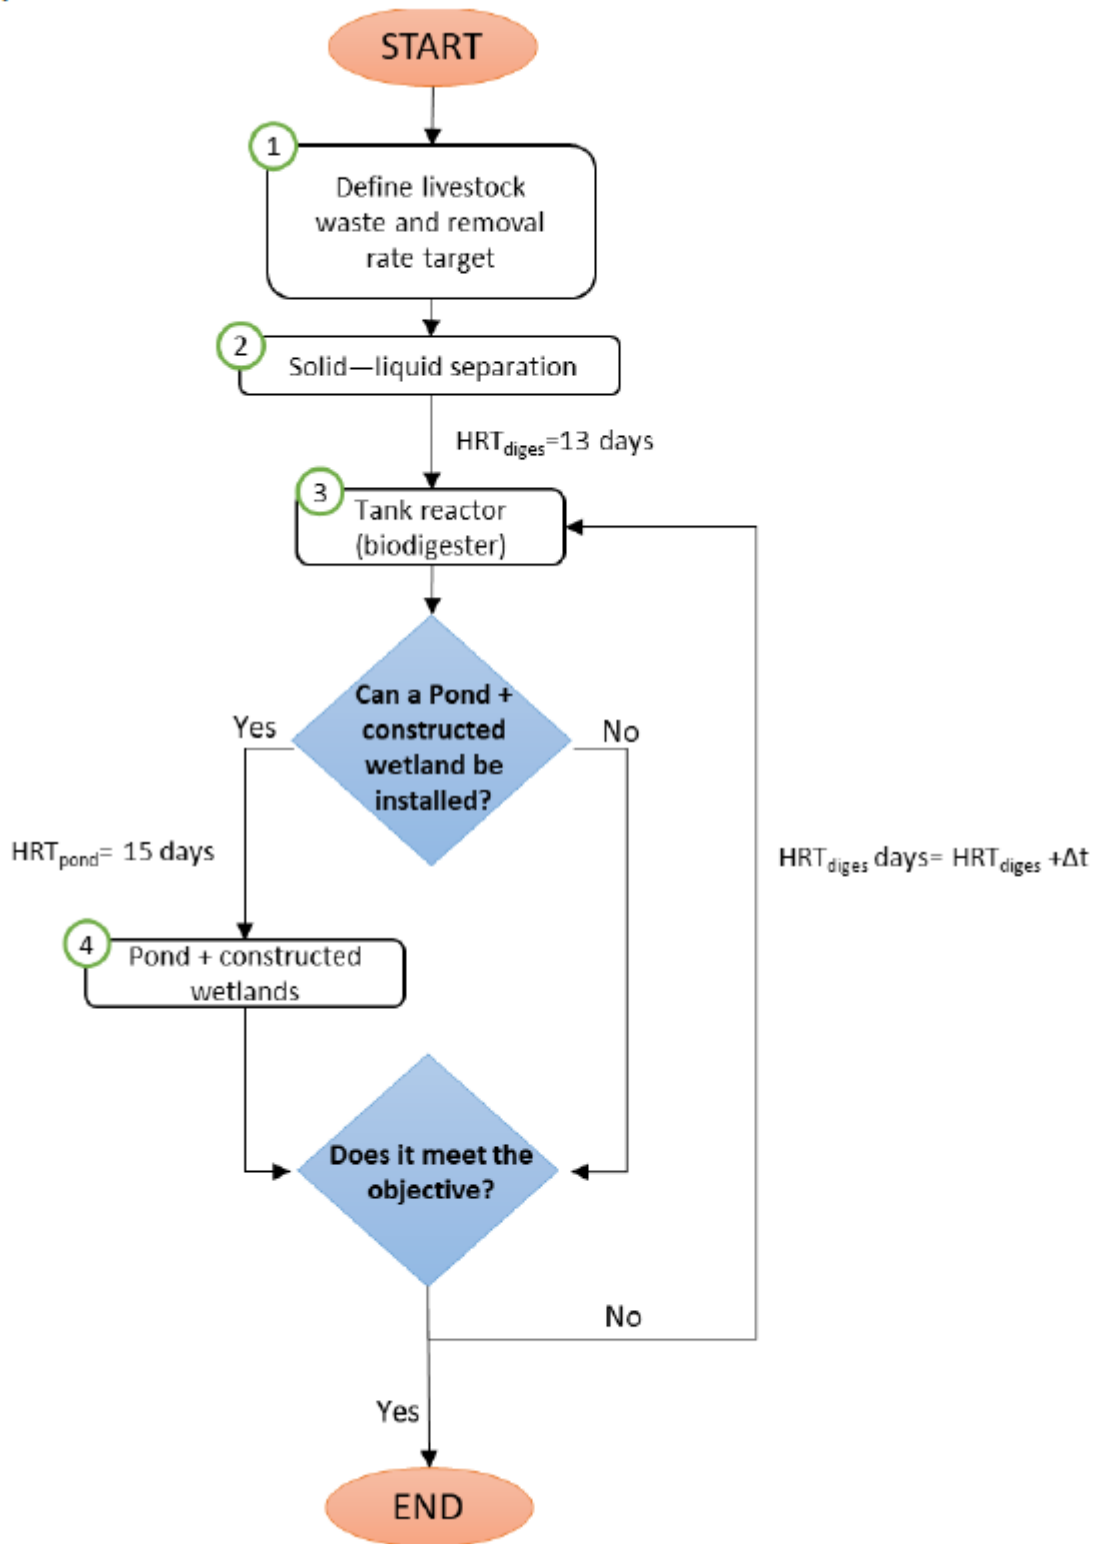 START
1
Define livestock
waste and removal
rate target
2
Solid—liquid separation
HRTdiges=13 days
3
Tank reactor
(biodigester)
Can a Pond +
constructed
wetland be
installed?
Yes
No
HRTpond= 15 days
HRTdiges days= HRTdiges +Δt
4
Pond + constructed
wetlands
Does it meet the
objective?
No
Yes
END